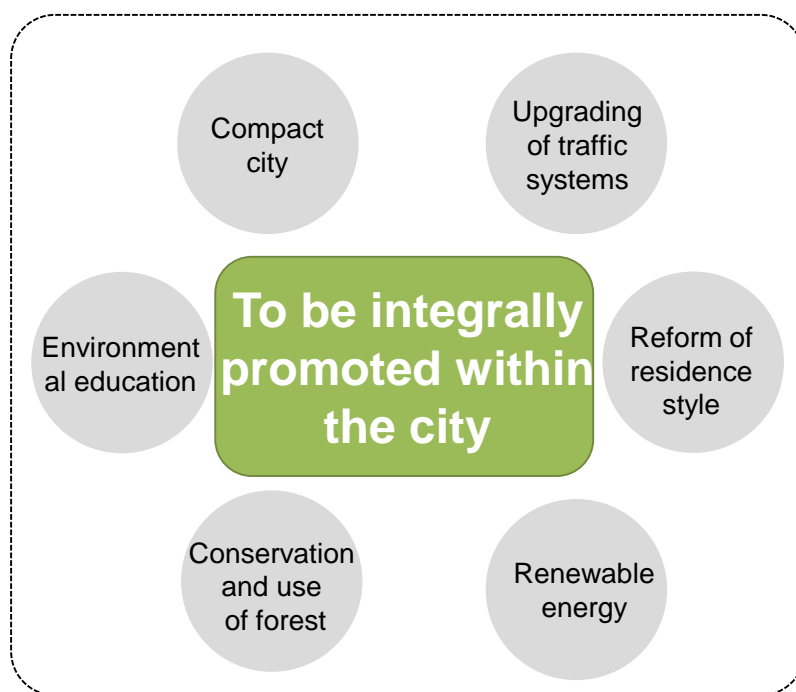 Compact
city
Upgrading
of traffic
systems
Environment
al education
To be integrally
promoted within
the city
Reform of
residence
style
Conservation
and use
of forest
Renewable
energy